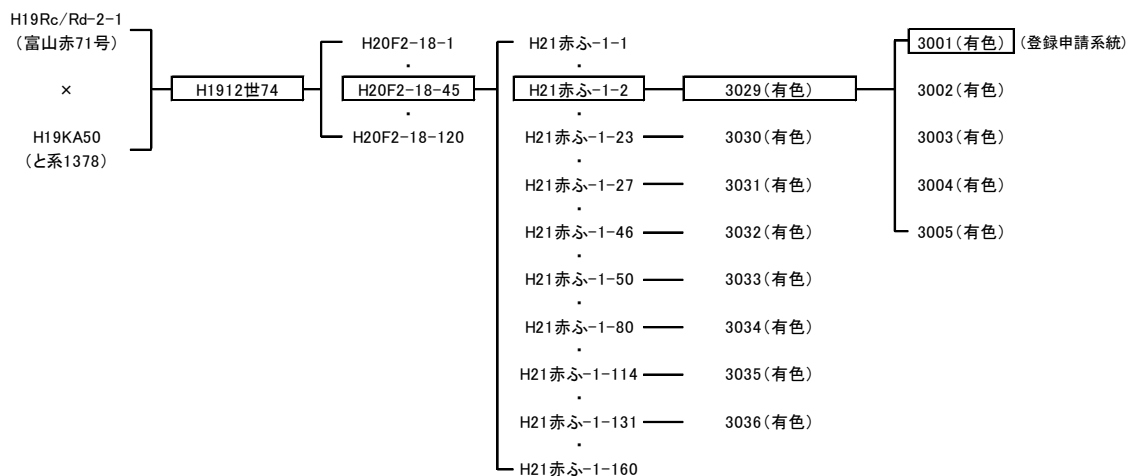 H19Rc/Rd-2-1
(富山赤71号)
×
H19KA50
(と系1378)
H1912世74
H20F2-18-1
・
H20F2-18-45
・
H20F2-18-120
H21赤ふ-1-1
・
H21赤ふ-1-2
・
H21赤ふ-1-23
・
H21赤ふ-1-27
・
H21赤ふ-1-46
・
H21赤ふ-1-50
・
H21赤ふ-1-80
・
H21赤ふ-1-114
・
H21赤ふ-1-131
・
H21赤ふ-1-160
3029(有色)
3030(有色)
3031(有色)
3032(有色)
3033(有色)
3034(有色)
3035(有色)
3036(有色)
3001(有色) (登録申請系統)
3002(有色)
3003(有色)
3004(有色)
3005(有色)